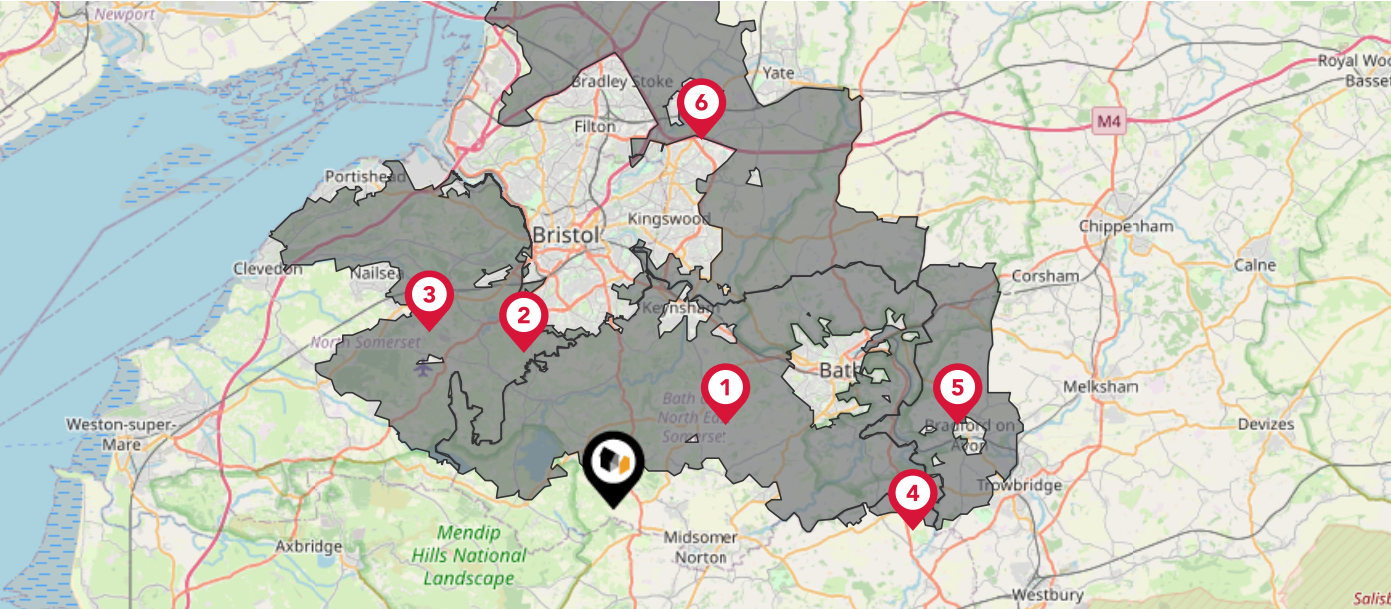 Newport
Bradley Stoke
Yate
Royal Woo
Basset
6
M4
Filton
Portishead
Kingswood
Chippenham
Bristol
Clevedon
Nailsea
Calne
Corsham
3
2
Keynsham
North Somerset
Bath
1
5
Melksham
Bath
North East
Somerset
Weston-super-
Mare
Bradford on
Avon
Devizes
4
Trowbridge
Mendip
Hills National
Landscape
Axbridge
Midsomer
Norton
Westbury
Salisb